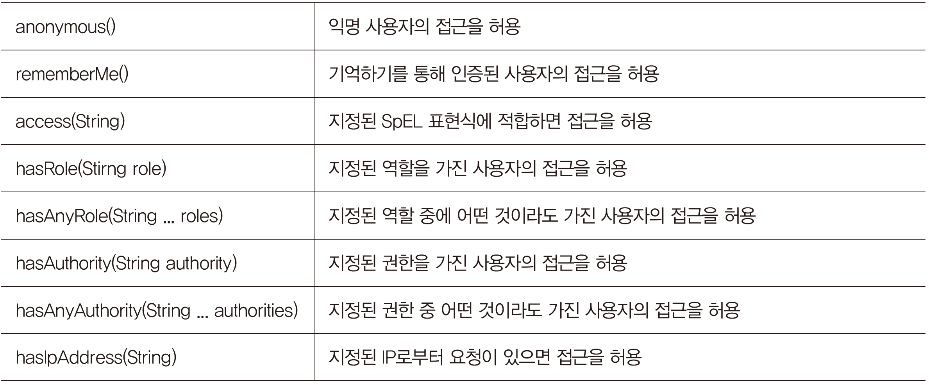 anonymous() 익명 사용자의 접근을 허용
rememberMe() 기억하기를 통해 인증된 사용자의 접근을 허용
access(String) 지정된 SpEL 표현식에 적합하면 접근을 허용
hasRole(Stirng role) 지정된 역할을 가진 사용자의 접근을 허용
hasAnyRole(String ... roles) 지정된 역할 중에 어떤 것이라도 가진 사용자의 접근을 허용
hasAuthority(String authority) 지정된 권한을 가진 사용자의 접근을 허용
hasAnyAuthority(String ... authorities) 지정된 권한 중 어떤 것이라도 가진 사용자의 접근을 허용
hasIpAddress(String) 지정된 IP로부터 요청이 있으면 접근을 허용